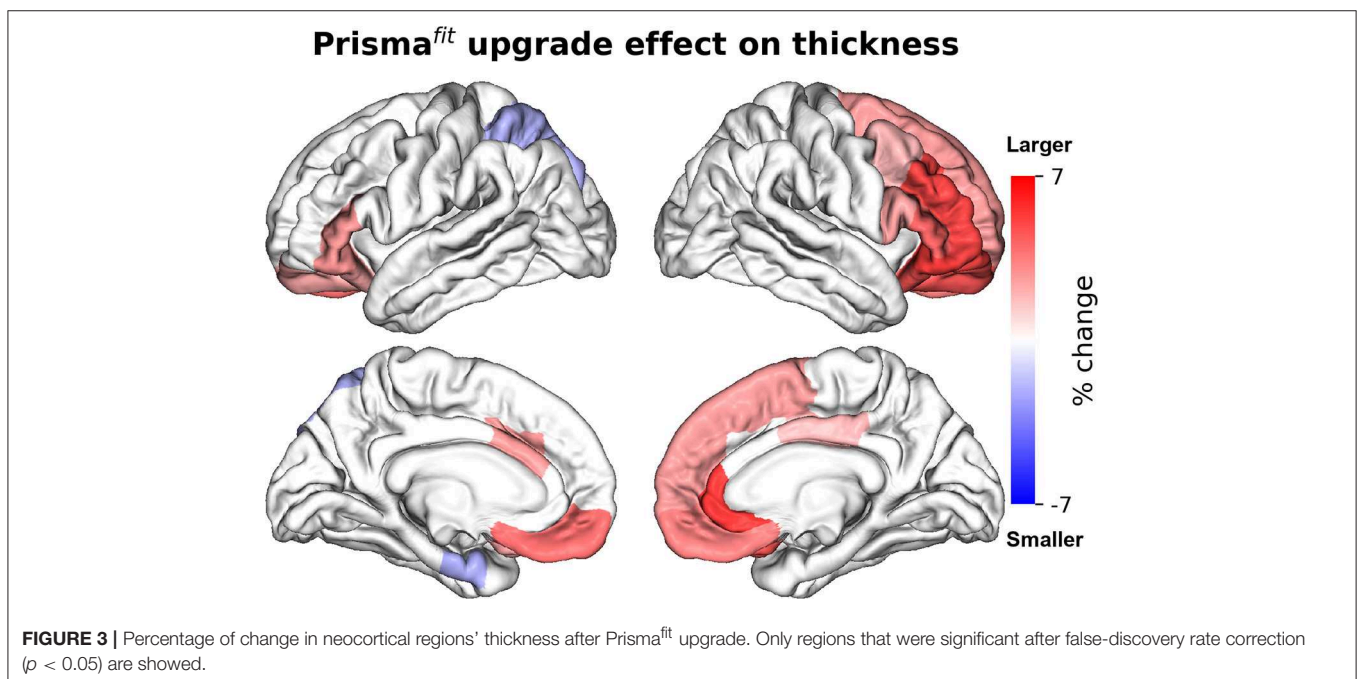 Prisma^fit upgrade effect on thickness
Larger
7
% change
-7
Smaller
FIGURE 3 | Percentage of change in neocortical regions' thickness after Prisma^fit upgrade. Only regions that were significant after false-discovery rate correction
(p < 0.05) are showed.